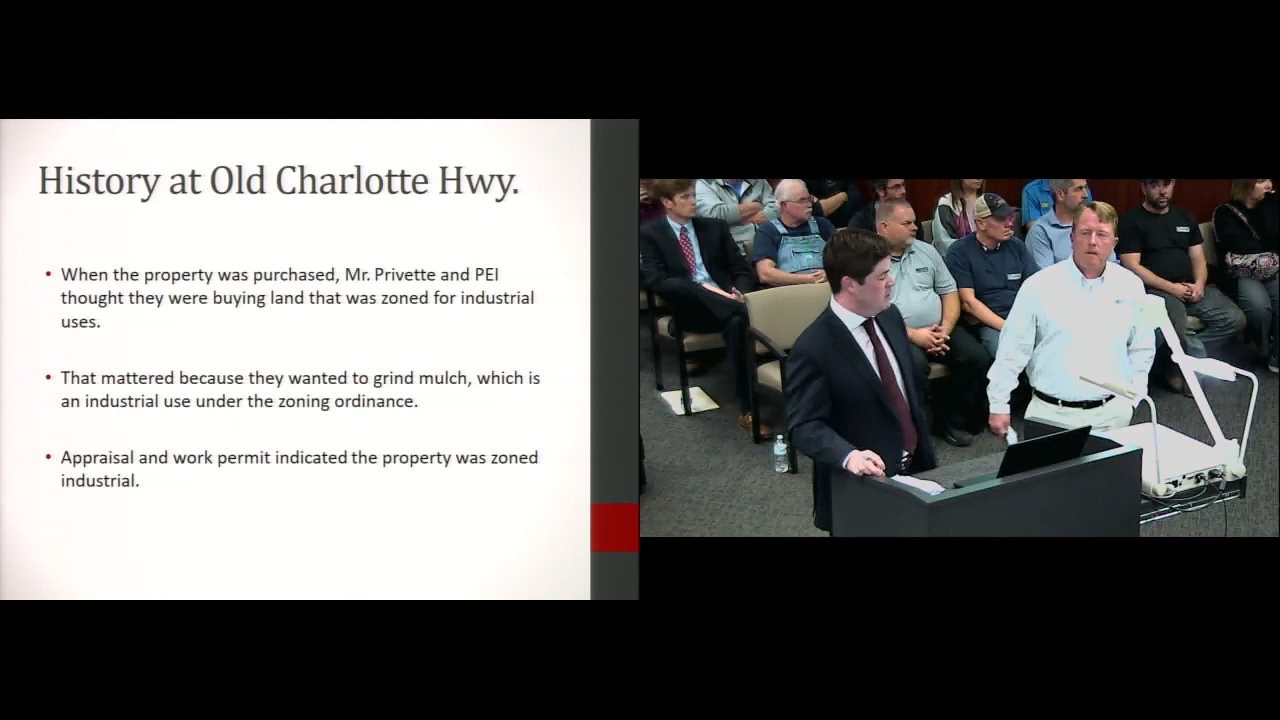 History at Old Charlotte Hwy.
• When the property was purchased, Mr. Privette and PEI
thought they were buying land that was zoned for industrial
uses.
• That mattered because they wanted to grind mulch, which is
an industrial use under the zoning ordinance.
• Appraisal and work permit indicated the property was zoned
industrial.